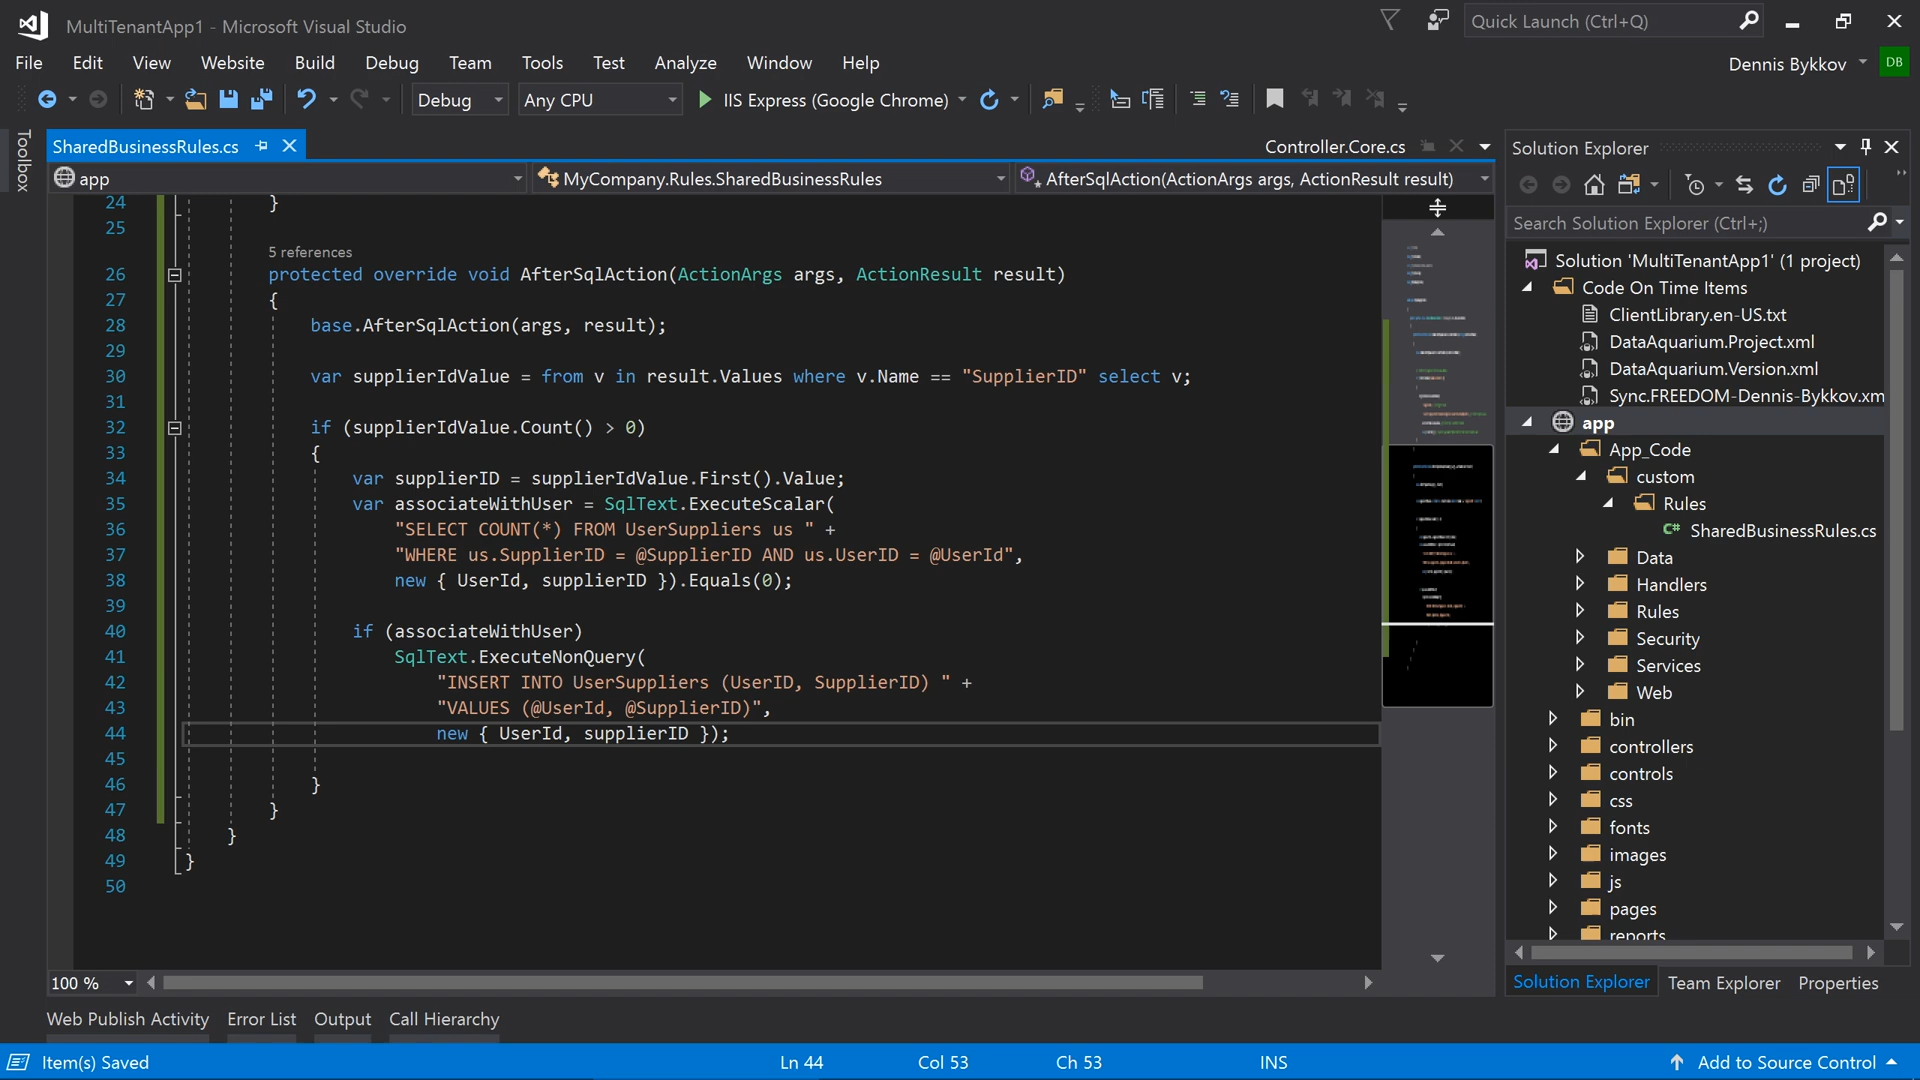 MultiTenantApp1 - Microsoft Visual Studio
Quick Launch (Ctrl+Q)
File Edit View Website Build Debug Team Tools Test Analyze Window Help
Dennis Bykkov DB
Debug Any CPU IIS Express (Google Chrome)
Toolbox
SharedBusinessRules.cs
Controller.Core.cs
app
MyCompany.Rules.SharedBusinessRules
AfterSqlAction(ActionArgs args, ActionResult result)
24 }
25
5 references
26 protected override void AfterSqlAction(ActionArgs args, ActionResult result)
27 {
28 base.AfterSqlAction(args, result);
29
30 var supplierIdValue = from v in result.Values where v.Name == "SupplierID" select v;
31
32 if (supplierIdValue.Count() > 0)
33 {
34 var supplierID = supplierIdValue.First().Value;
35 var associateWithUser = SqlText.ExecuteScalar(
36 "SELECT COUNT(*) FROM UserSuppliers us " +
37 "WHERE us.SupplierID = @SupplierID AND us.UserID = @UserId",
38 new { UserId, supplierID }).Equals(0);
39
40 if (associateWithUser)
41 SqlText.ExecuteNonQuery(
42 "INSERT INTO UserSuppliers (UserID, SupplierID) " +
43 "VALUES (@UserId, @SupplierID)",
44 new { UserId, supplierID });
45
46 }
47 }
48 }
49 }
50
100 %
Solution Explorer
Search Solution Explorer (Ctrl+;)
Solution 'MultiTenantApp1' (1 project)
Code On Time Items
ClientLibrary.en-US.txt
DataAquarium.Project.xml
DataAquarium.Version.xml
Sync.FREEDOM-Dennis-Bykkov.xm
app
App_Code
custom
Rules
C# SharedBusinessRules.cs
Data
Handlers
Rules
Security
Services
Web
bin
controllers
controls
css
fonts
images
js
pages
reports
Solution Explorer Team Explorer Properties
Web Publish Activity Error List Output Call Hierarchy
Item(s) Saved Ln 44 Col 53 Ch 53 INS Add to Source Control